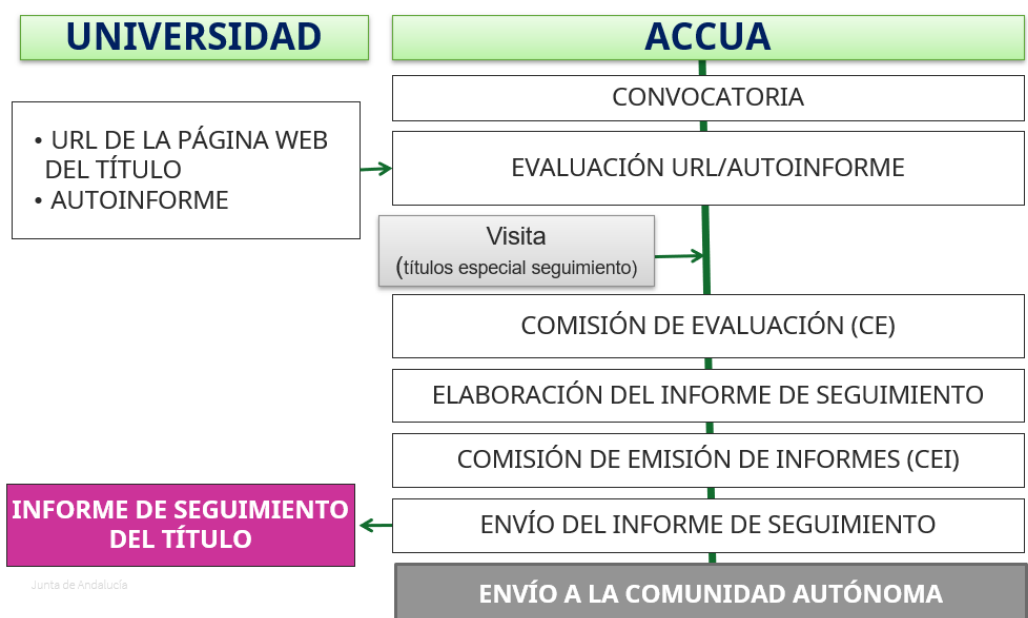 UNIVERSIDAD
ACCUA
CONVOCATORIA
• URL DE LA PÁGINA WEB
DEL TÍTULO
• AUTOINFORME
EVALUACIÓN URL/AUTOINFORME
Visita
(títulos especial seguimiento)
COMISIÓN DE EVALUACIÓN (CE)
ELABORACIÓN DEL INFORME DE SEGUIMIENTO
COMISIÓN DE EMISIÓN DE INFORMES (CEI)
ENVÍO DEL INFORME DE SEGUIMIENTO
INFORME DE SEGUIMIENTO
DEL TÍTULO
Junta de Andalucía
ENVÍO A LA COMUNIDAD AUTÓNOMA